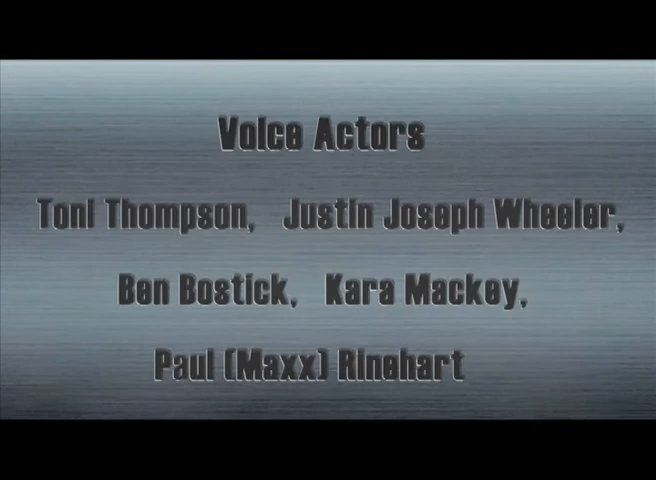 Voice Actors
Toni Thompson, Justin Joseph Wheeler,
Ben Bostick, Kara Mackey,
Paul (Maxx) Rinehart